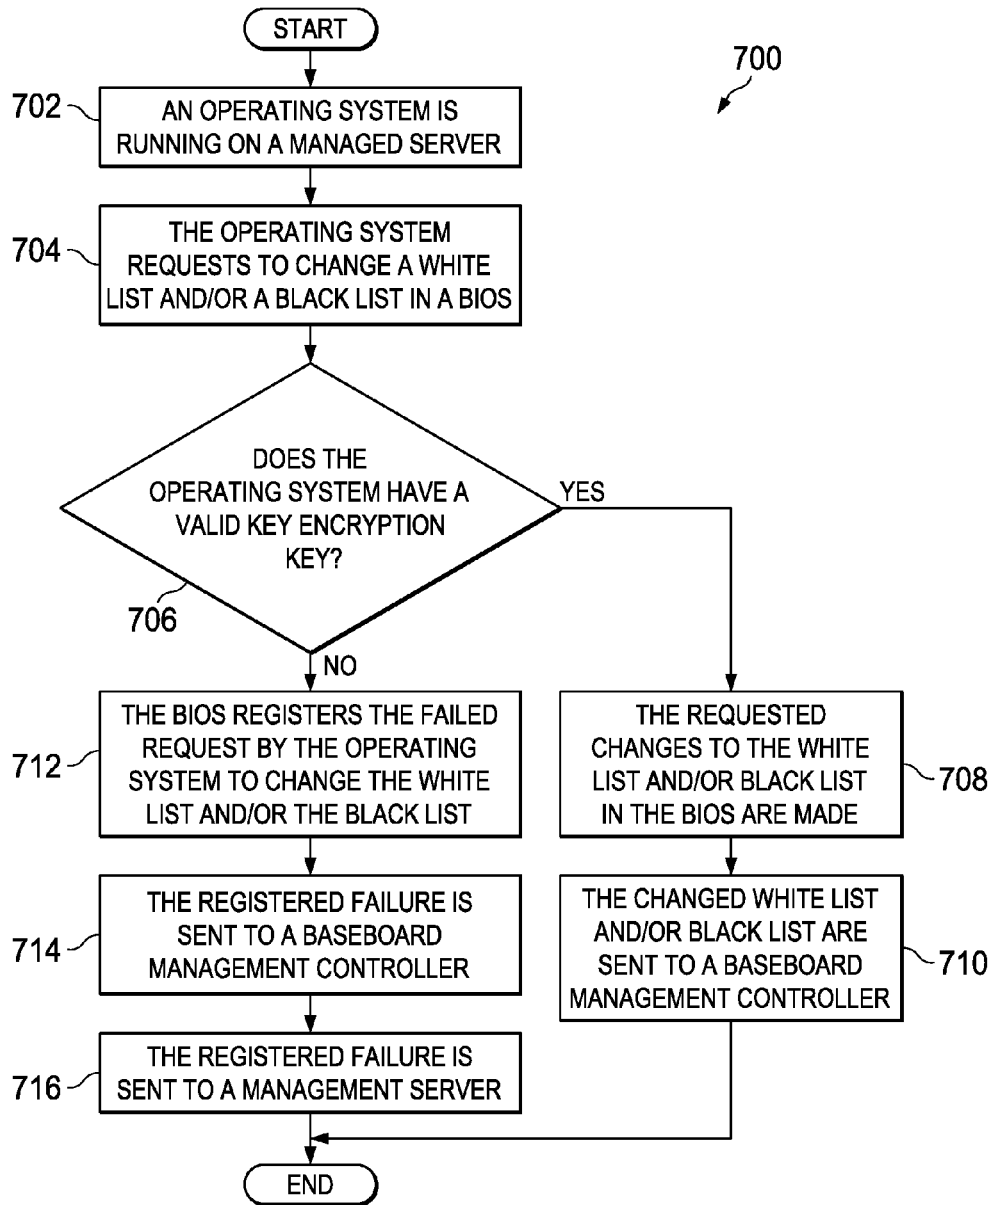 START
700
702
AN OPERATING SYSTEM IS
RUNNING ON A MANAGED SERVER
704
THE OPERATING SYSTEM
REQUESTS TO CHANGE A WHITE
LIST AND/OR A BLACK LIST IN A BIOS
DOES THE
OPERATING SYSTEM HAVE A
VALID KEY ENCRYPTION
KEY?
YES
706
NO
712
THE BIOS REGISTERS THE FAILED
REQUEST BY THE OPERATING
SYSTEM TO CHANGE THE WHITE
LIST AND/OR THE BLACK LIST
THE REQUESTED
CHANGES TO THE WHITE
LIST AND/OR BLACK LIST
IN THE BIOS ARE MADE
708
714
THE REGISTERED FAILURE IS
SENT TO A BASEBOARD
MANAGEMENT CONTROLLER
THE CHANGED WHITE LIST
AND/OR BLACK LIST ARE
SENT TO A BASEBOARD
MANAGEMENT CONTROLLER
710
716
THE REGISTERED FAILURE IS
SENT TO A MANAGEMENT SERVER
END